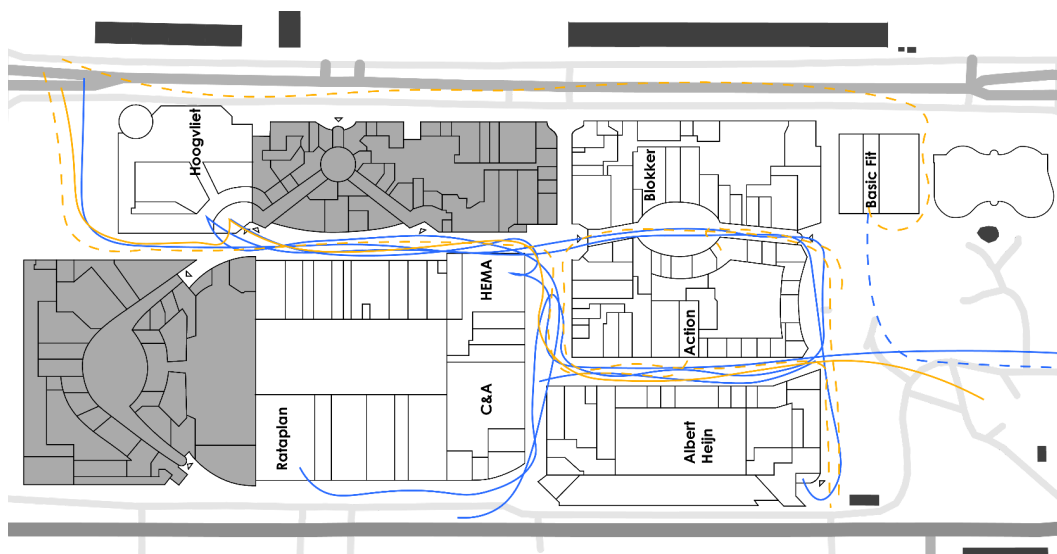 Hoogvliet
Blokker
Basic Fit
HEMA
Action
C&A
Rataplan
Albert
Heijn